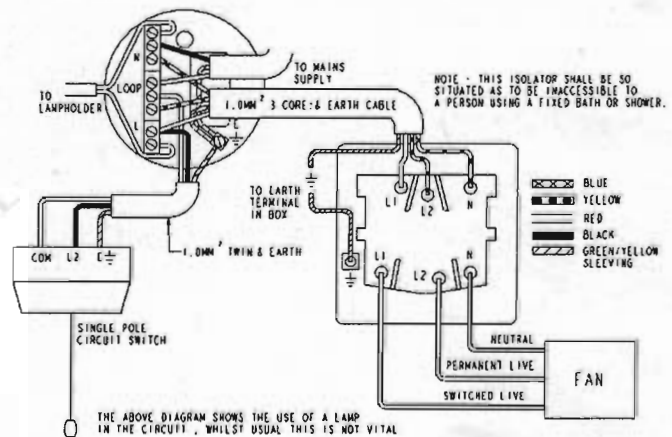 N
LOOP
L
E
TO
LAMPHOLDER
TO MAINS
SUPPLY
1.0MM² 3 CORE & EARTH CABLE
NOTE - THIS ISOLATOR SHALL BE SO
SITUATED AS TO BE INACCESSIBLE TO
A PERSON USING A FIXED BATH OR SHOWER.
BLUE
YELLOW
RED
BLACK
GREEN/YELLOW
SLEEVING
TO EARTH
TERMINAL
IN BOX
L1 L2 N
L1 L2 N
1.0MM² TWIN & EARTH
COM L2 E
SINGLE POLE
CIRCUIT SWITCH
NEUTRAL
PERMANENT LIVE
SWITCHED LIVE
FAN
THE ABOVE DIAGRAM SHOWS THE USE OF A LAMP
IN THE CIRCUIT , WHILST USUAL THIS IS NOT VITAL